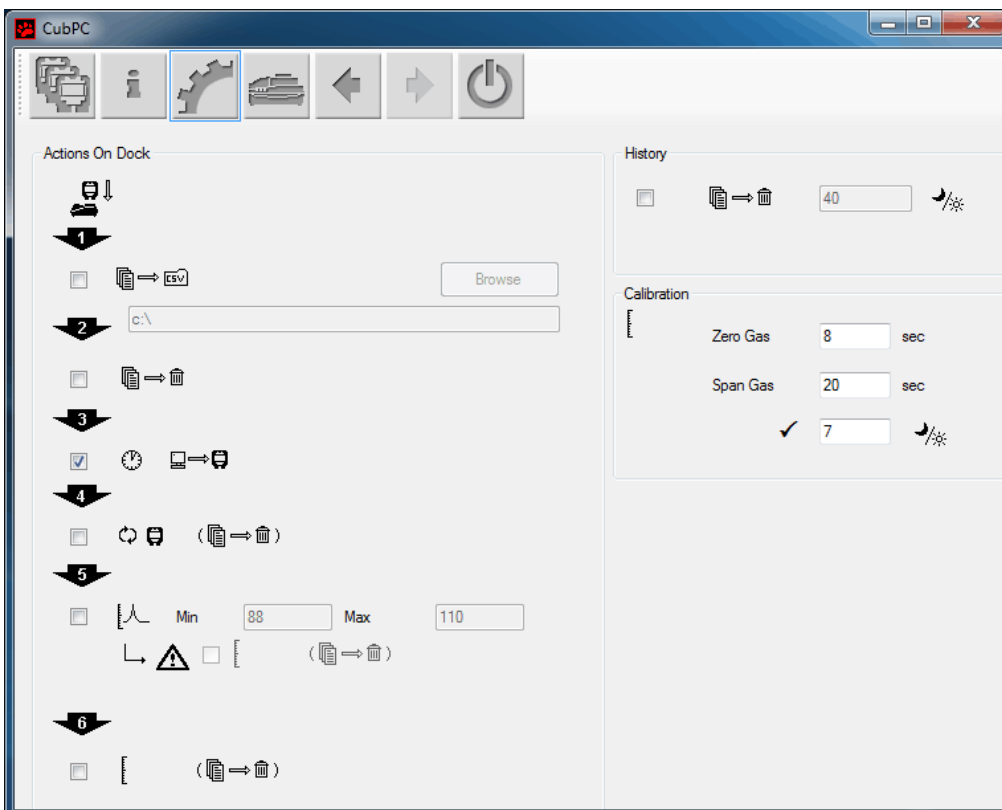 CubPC
i
Actions On Dock
1
CSV
Browse
2
c:\
3
4
( )
5
Min 88 Max 110
( )
6
( )
History
40
Calibration
Zero Gas 8 sec
Span Gas 20 sec
7